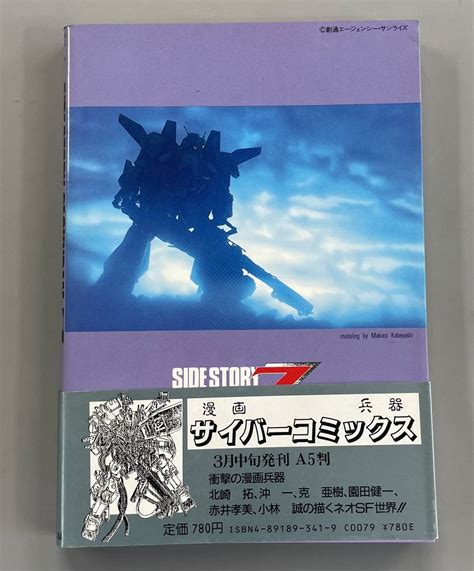 ©創通エージェンシー・サンライズ
modeling by Makoto Kobayashi
SIDE STORY
漫画　兵器
サイバーコミックス
3月中旬発刊 A5判
衝撃の漫画兵器
北崎　拓、沖　一、克　亜樹、園田健一、
赤井孝美、小林　誠の描くネオSF世界!!
定価 780円 ISBN4-89189-341-9 C0079 ¥780E